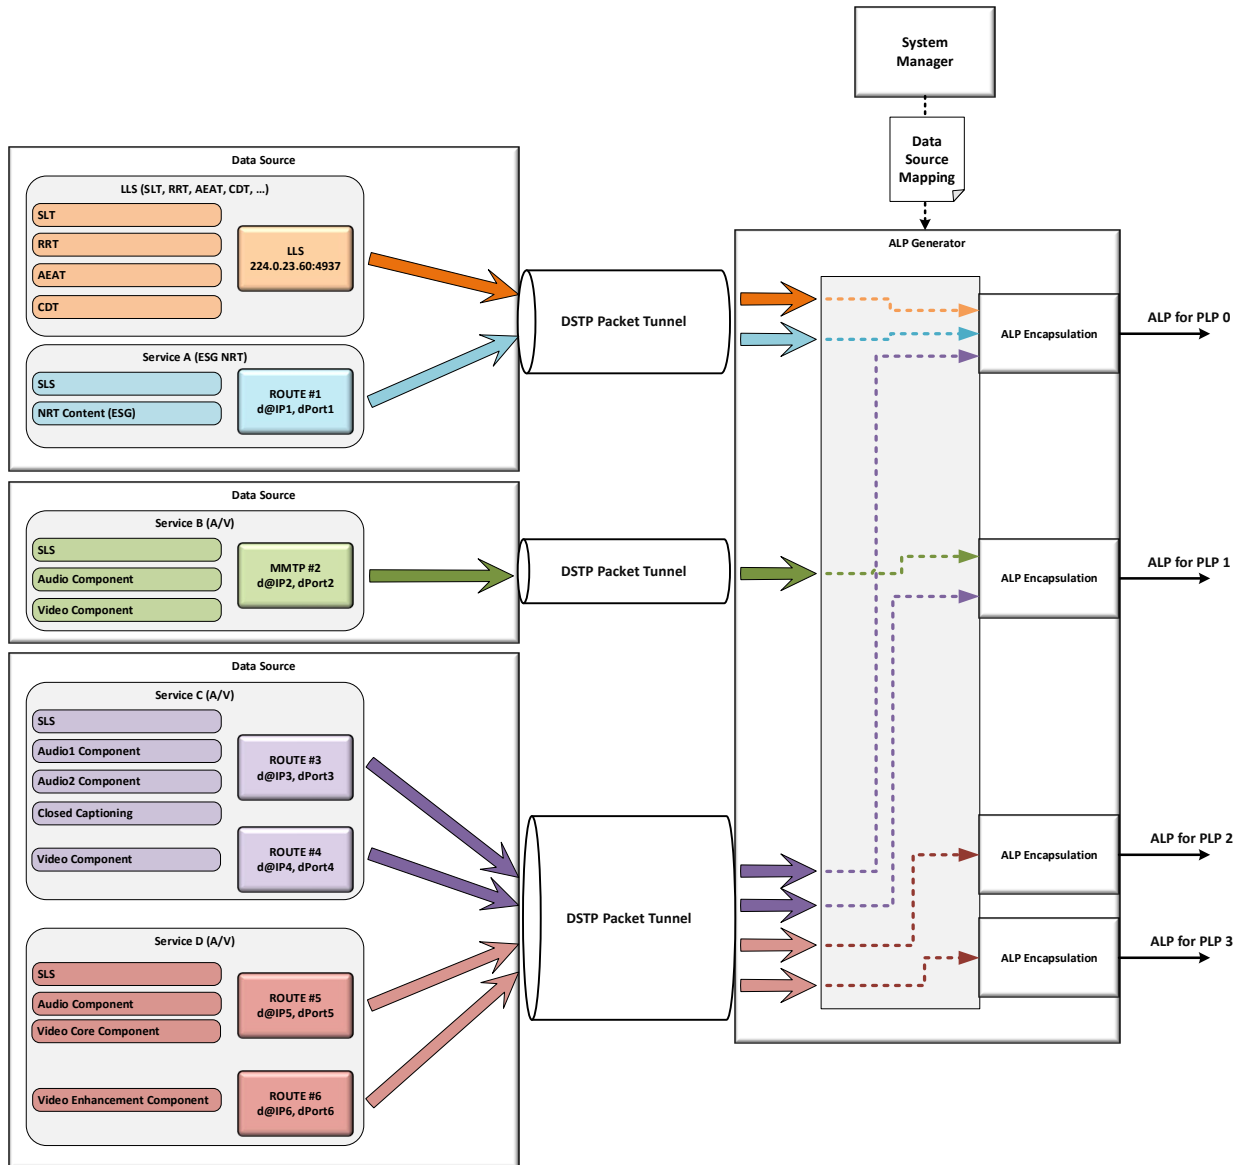 System
Manager
Data
Source
Mapping
Data Source
LLS (SLT, RRT, AEAT, CDT, ...)
SLT
RRT
AEAT
CDT
LLS
224.0.23.60:4937
Service A (ESG NRT)
SLS
NRT Content (ESG)
ROUTE #1
d@IP1, dPort1
DSTP Packet Tunnel
ALP Generator
ALP Encapsulation
ALP for PLP 0
Data Source
Service B (A/V)
SLS
Audio Component
Video Component
MMTP #2
d@IP2, dPort2
DSTP Packet Tunnel
ALP Encapsulation
ALP for PLP 1
Data Source
Service C (A/V)
SLS
Audio1 Component
Audio2 Component
Closed Captioning
Video Component
ROUTE #3
d@IP3, dPort3
ROUTE #4
d@IP4, dPort4
Service D (A/V)
SLS
Audio Component
Video Core Component
Video Enhancement Component
ROUTE #5
d@IP5, dPort5
ROUTE #6
d@IP6, dPort6
DSTP Packet Tunnel
ALP Encapsulation
ALP for PLP 2
ALP Encapsulation
ALP for PLP 3